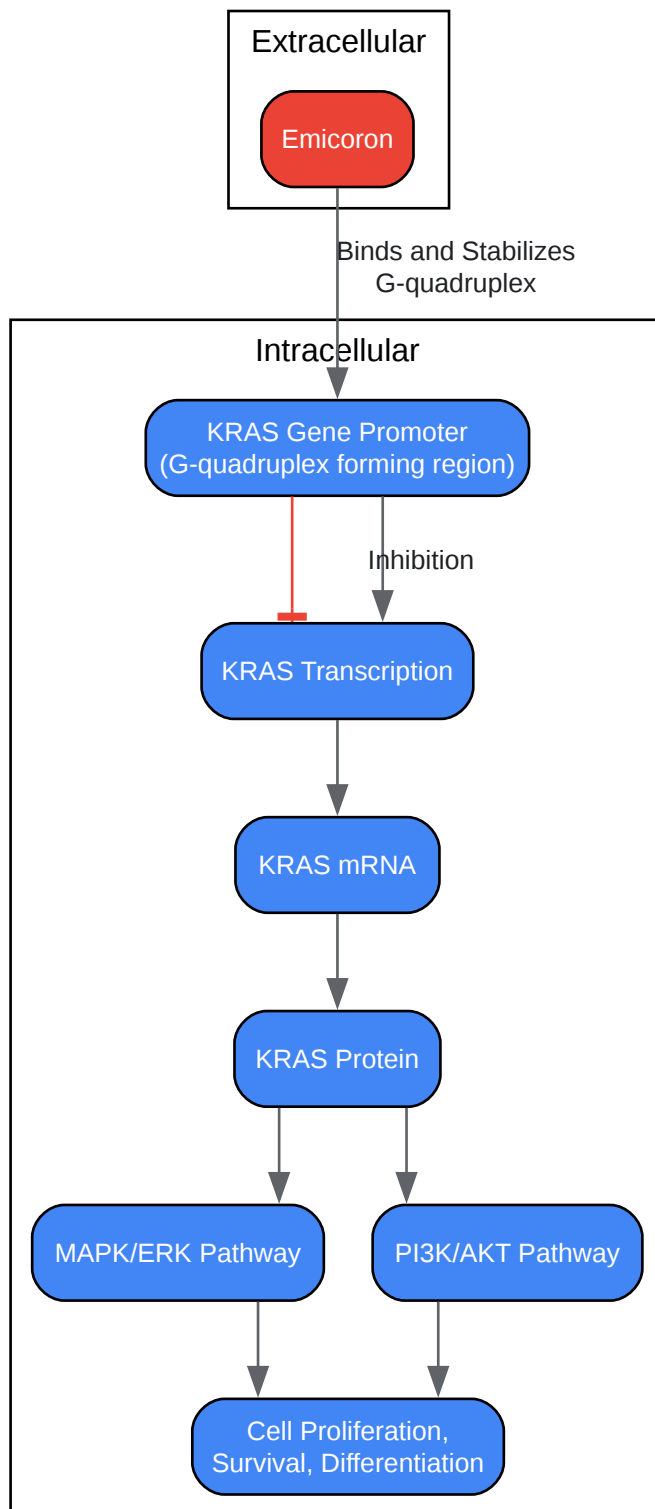 Extracellular
Emicoron
Binds and Stabilizes
G-quadruplex
Intracellular
KRAS Gene Promoter
(G-quadruplex forming region)
Inhibition
KRAS Transcription
KRAS mRNA
KRAS Protein
MAPK/ERK Pathway
PI3K/AKT Pathway
Cell Proliferation,
Survival, Differentiation